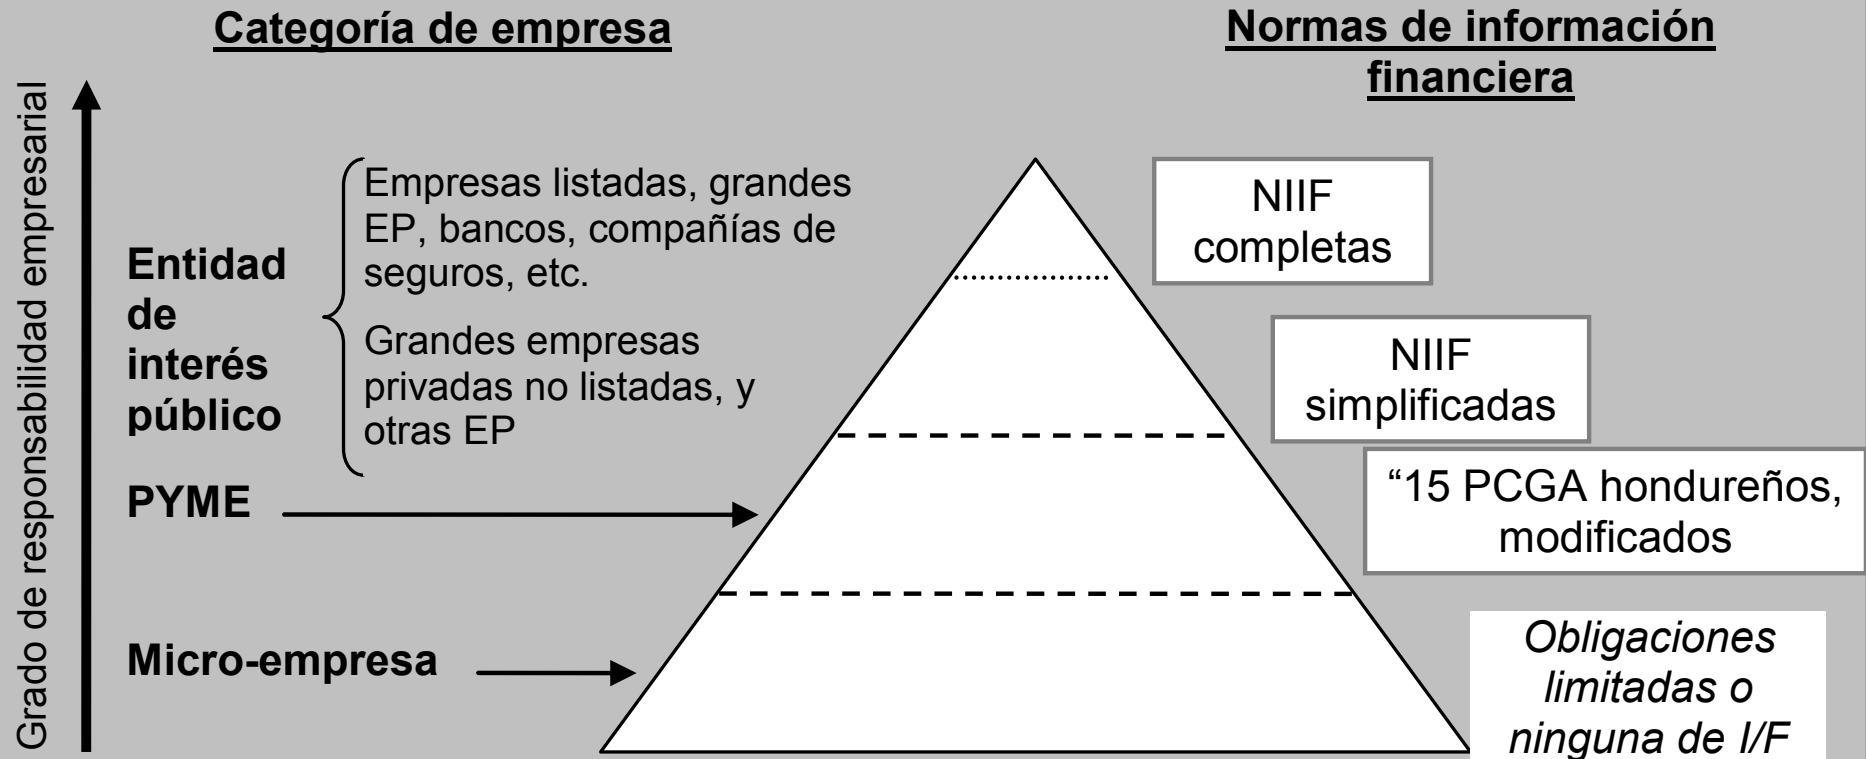 Categoría de empresa
Normas de información
financiera
Grado de responsabilidad empresarial
Entidad
de
interés
público
Empresas listadas, grandes
EP, bancos, compañías de
seguros, etc.
Grandes empresas
privadas no listadas, y
otras EP
PYME
Micro-empresa
NIIF
completas
NIIF
simplificadas
“15 PCGA hondureños,
modificados
Obligaciones
limitadas o
ninguna de I/F